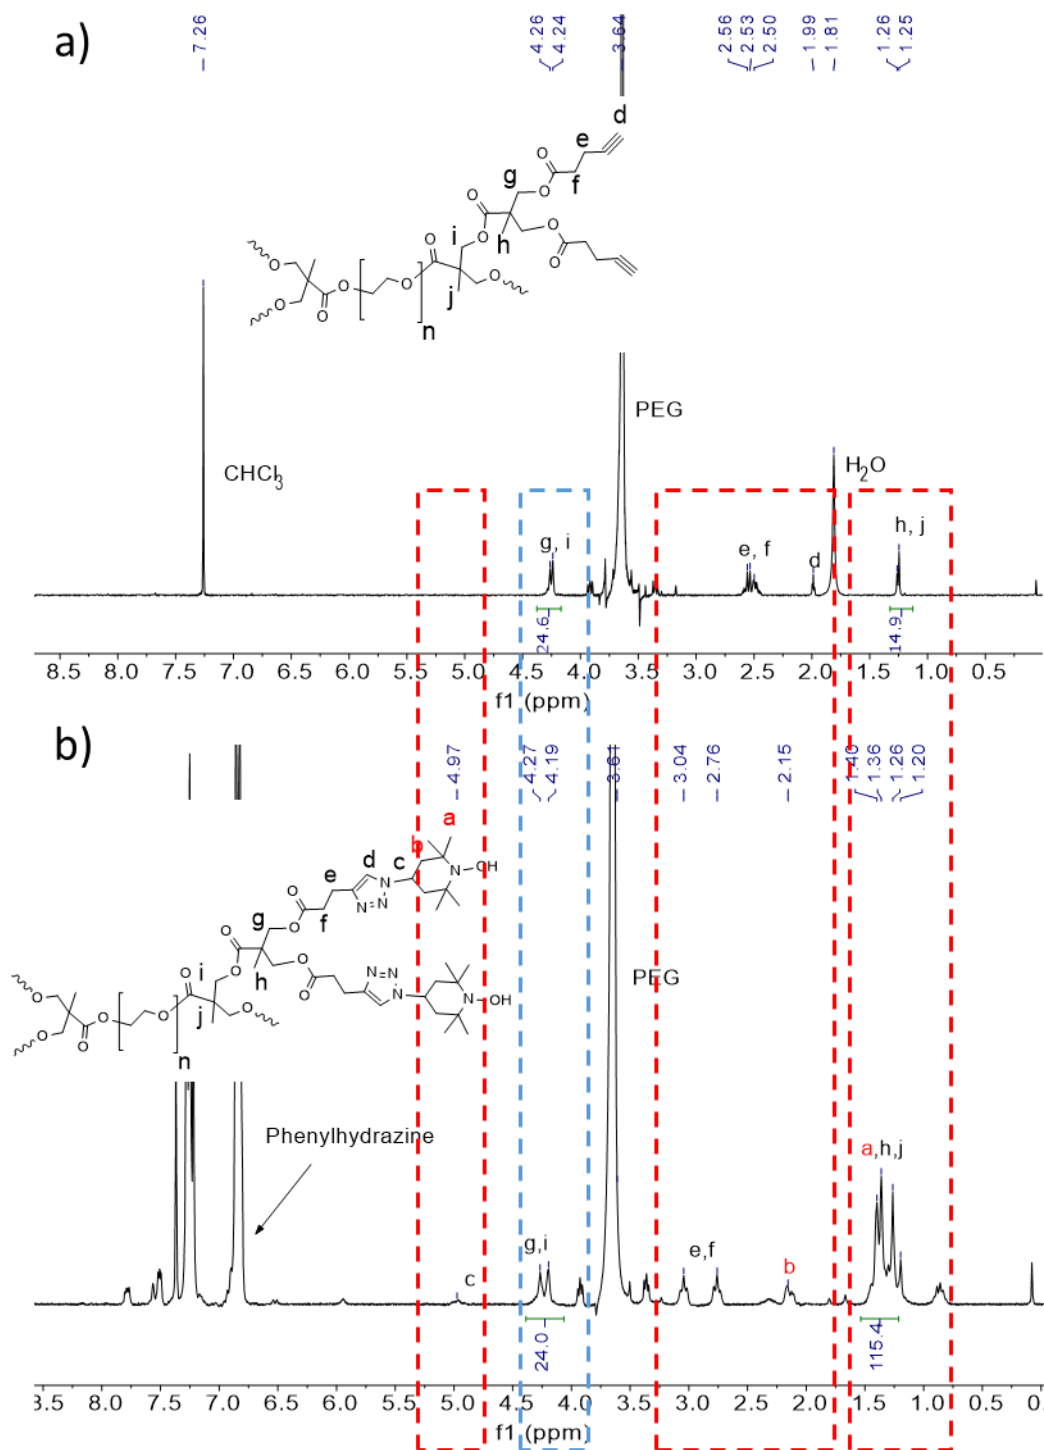 a)
7.26
4.26
4.24
3.64
2.56
2.53
2.50
1.99
1.81
1.26
1.25
d
e
O
g
O
f
O
O
i
O
h
O
O
O
O
O
O
O
O
j
O
n
PEG
CHCl3
H2O
g, i
e, f
d
h, j
24.6
14.9
8.5 8.0 7.5 7.0 6.5 6.0 5.5 5.0 4.5 4.0 3.5 3.0 2.5 2.0 1.5 1.0 0.5
f1 (ppm)
b)
4.97
4.27
4.19
3.61
3.04
2.76
2.15
1.40
1.36
1.26
1.20
a
b
d
c
N-OH
e
N
O
N=N
g
O
f
O
i
O
h
O
N=N
N
N-OH
O
O
O
O
O
O
j
O
n
PEG
Phenylhydrazine
a,h,j
g,i
e,f
b
c
24.0
115.4
8.5 8.0 7.5 7.0 6.5 6.0 5.5 5.0 4.5 4.0 3.5 3.0 2.5 2.0 1.5 1.0 0.5 0.
f1 (ppm)